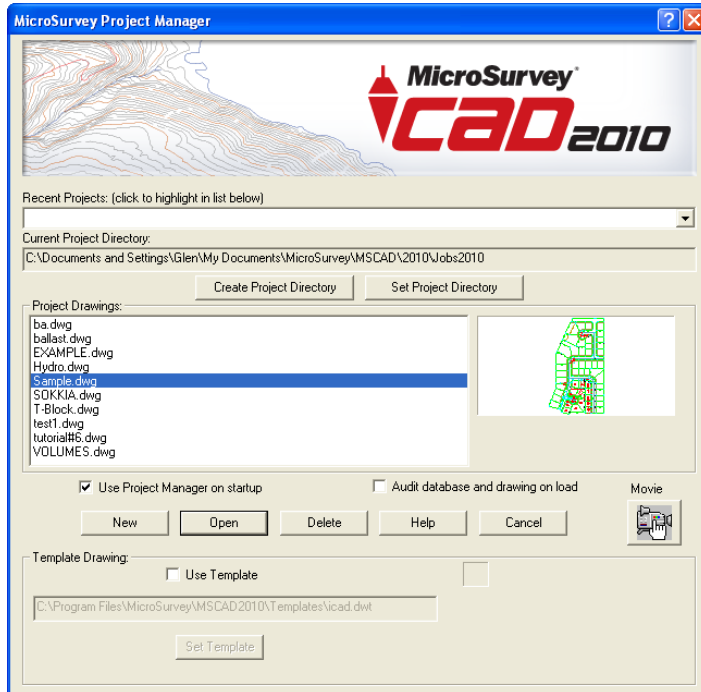 MicroSurvey Project Manager
MicroSurvey®
CAD 2010
Recent Projects: (click to highlight in list below)
Current Project Directory:
C:\Documents and Settings\Glen\My Documents\MicroSurvey\MSCAD\2010\Jobs2010
Create Project Directory Set Project Directory
Project Drawings:
ba.dwg
ballast.dwg
EXAMPLE.dwg
Hydro.dwg
Sample.dwg
SOKKIA.dwg
T-Block.dwg
test1.dwg
tutorial#6.dwg
VOLUMES.dwg
Use Project Manager on startup Audit database and drawing on load Movie
New Open Delete Help Cancel
Template Drawing:
Use Template
C:\Program Files\MicroSurvey\MSCAD2010\Templates\icad.dwt
Set Template